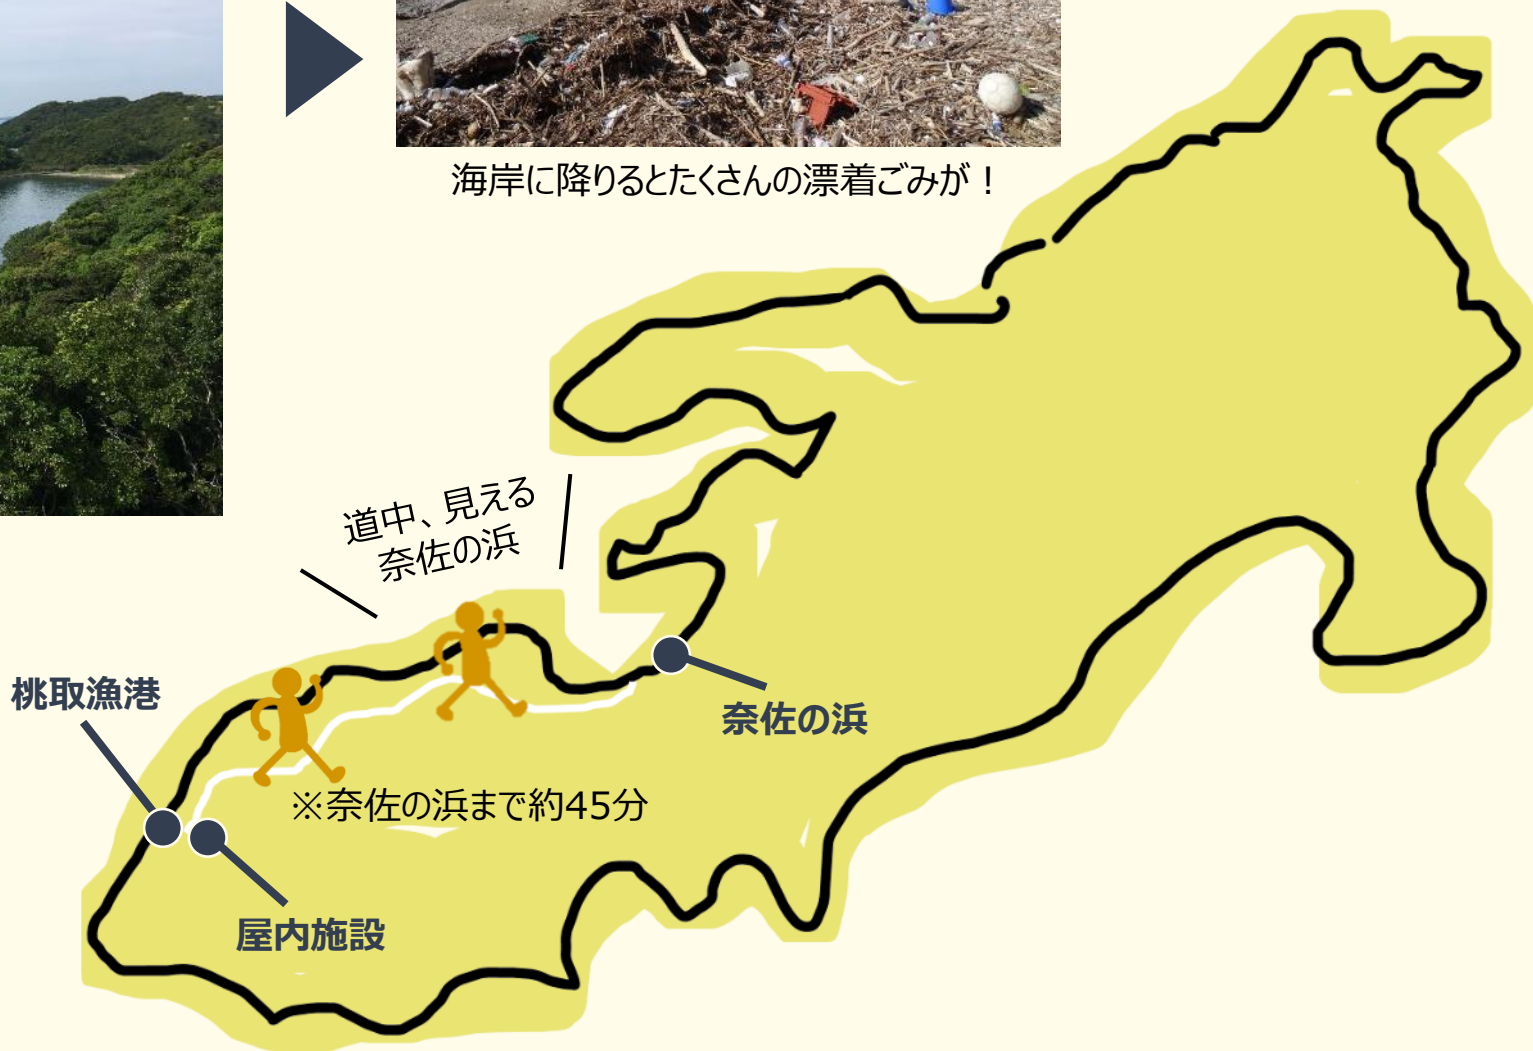 海岸に降りるとたくさんの漂着ごみが！
道中、見える
奈佐の浜
桃取漁港
奈佐の浜
※奈佐の浜まで約45分
屋内施設